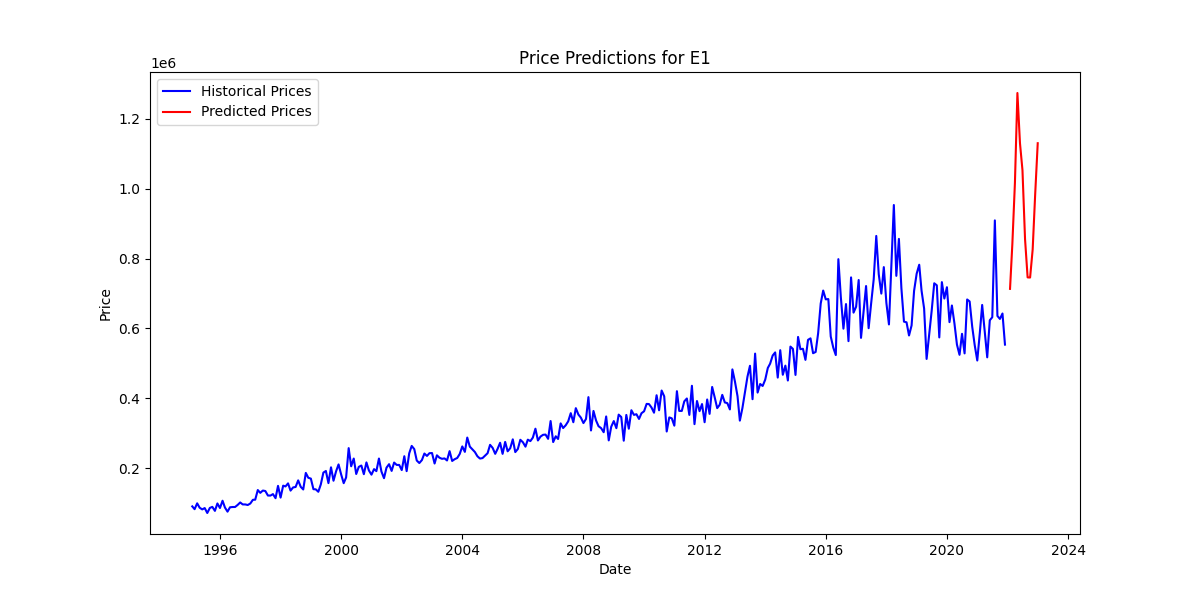 Price Predictions for E1
1e6
Historical Prices
Predicted Prices
1.2
1.0
0.8
0.6
0.4
0.2
Price
1996 2000 2004 2008 2012 2016 2020 2024
Date